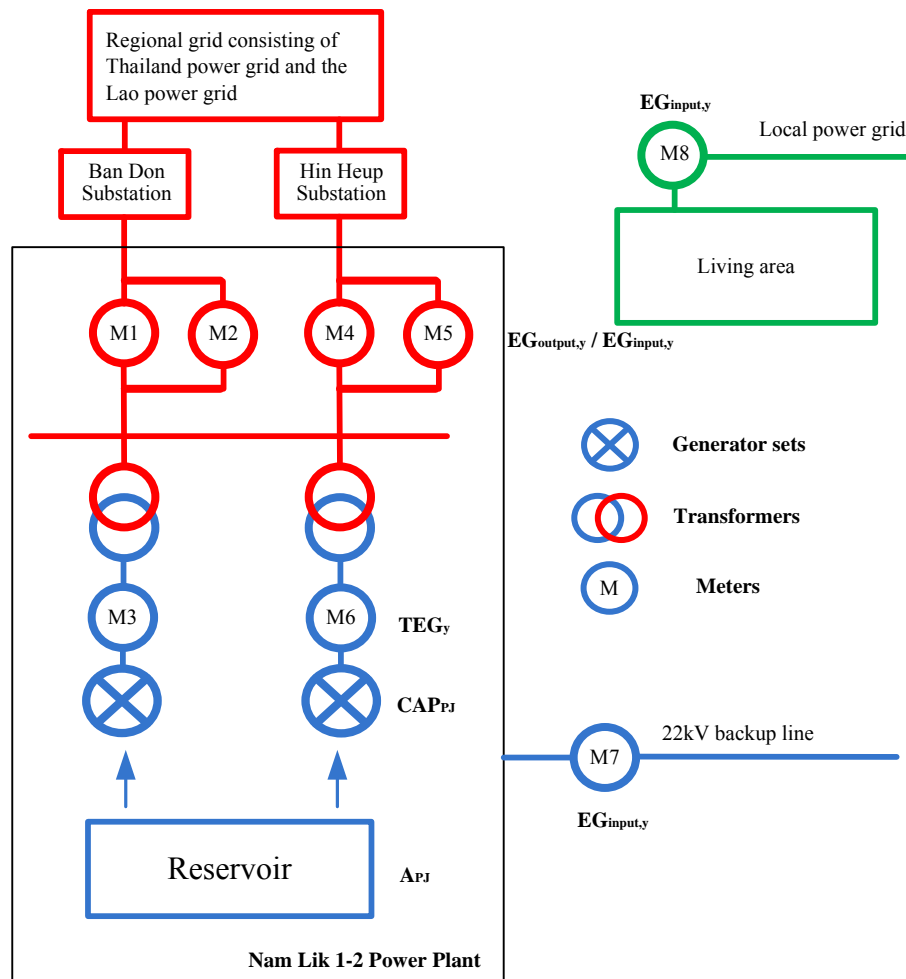 Regional grid consisting of
Thailand power grid and the
Lao power grid
Ban Don
Substation
Hin Heup
Substation
EGinput,y
M8
Local power grid
Living area
M1
M2
M4
M5
EGoutput,y / EGinput,y
Generator sets
Transformers
M
Meters
M3
M6
TEGy
CAPPJ
22kV backup line
M7
EGinput,y
Reservoir
APJ
Nam Lik 1-2 Power Plant